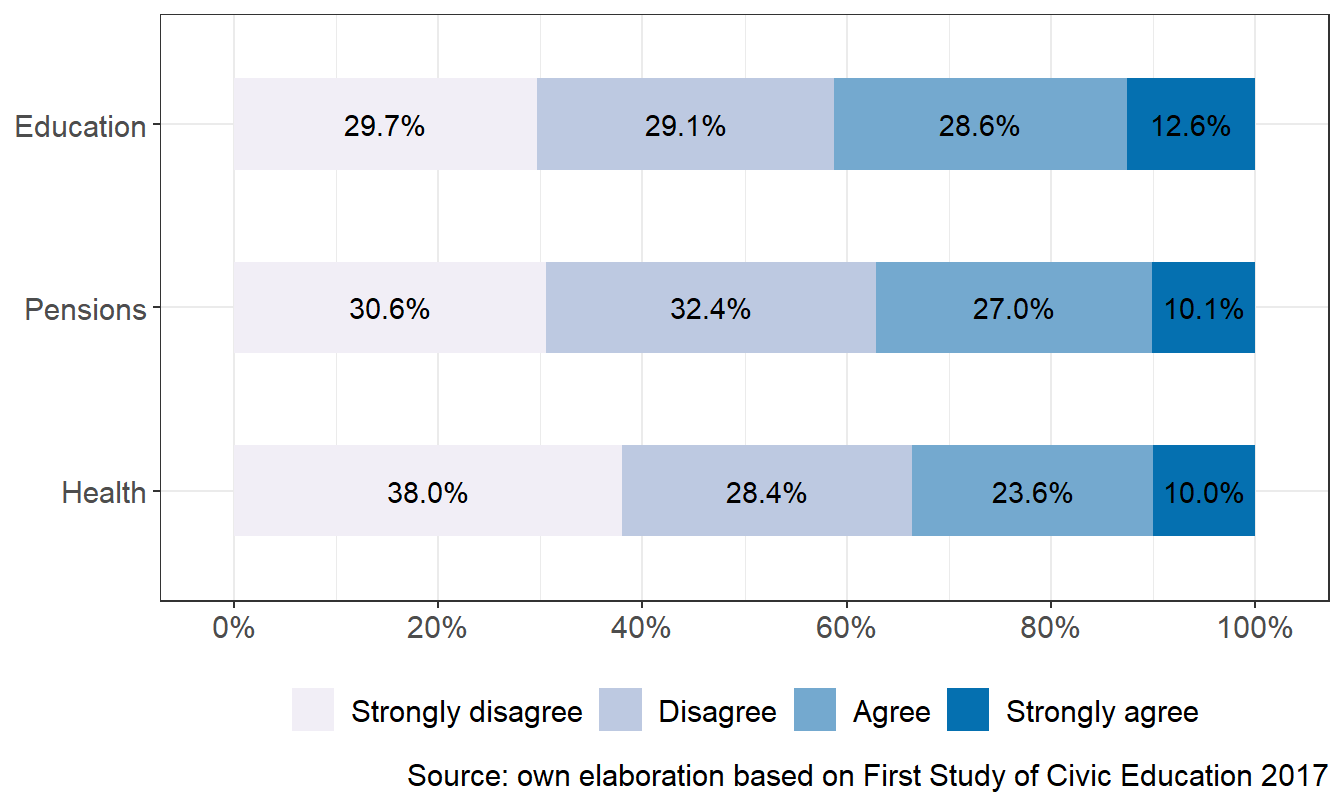 Education 29.7% 29.1% 28.6% 12.6%
Pensions 30.6% 32.4% 27.0% 10.1%
Health 38.0% 28.4% 23.6% 10.0%
0% 20% 40% 60% 80% 100%
Strongly disagree Disagree Agree Strongly agree
Source: own elaboration based on First Study of Civic Education 2017